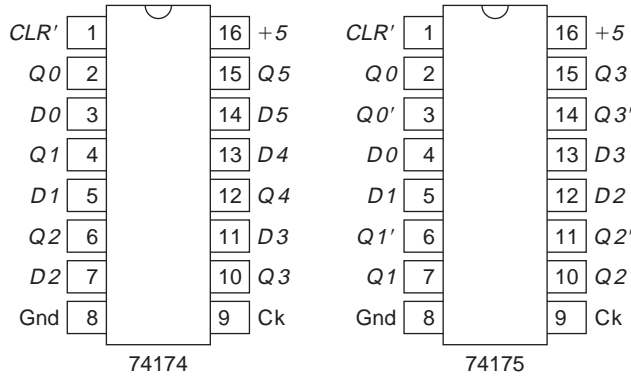 CLR' 1 16 +5 CLR' 1 16 +5
Q0 2 15 Q5 Q0 2 15 Q3
D0 3 14 D5 Q0' 3 14 Q3'
Q1 4 13 D4 D0 4 13 D3
D1 5 12 Q4 D1 5 12 D2
Q2 6 11 D3 Q1' 6 11 Q2'
D2 7 10 Q3 Q1 7 10 Q2
Gnd 8 9 Ck Gnd 8 9 Ck
74174 74175